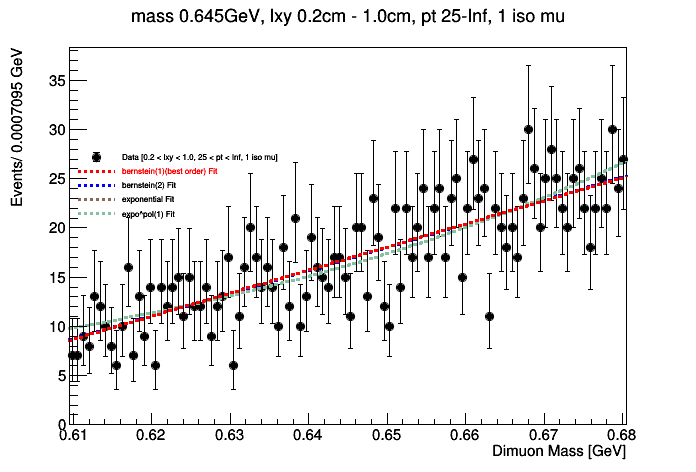 mass 0.645GeV, lxy 0.2cm - 1.0cm, pt 25-Inf, 1 iso mu
Events/ 0.0007095 GeV
35
30
25
20
15
10
5
0
Data [0.2 < lxy < 1.0, 25 < pt < Inf, 1 iso mu]
bernstein(1)(best order) Fit
bernstein(2) Fit
exponential Fit
expo*pol(1) Fit
0.61 0.62 0.63 0.64 0.65 0.66 0.67 0.68
Dimuon Mass [GeV]